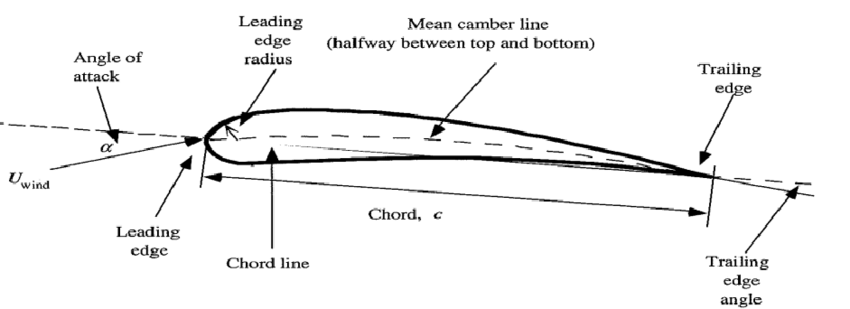 Leading
edge
radius
Mean camber line
(halfway between top and bottom)
Angle of
attack
Trailing
edge
α
U wind
Leading
edge
Chord line
Chord, c
Trailing
edge
angle